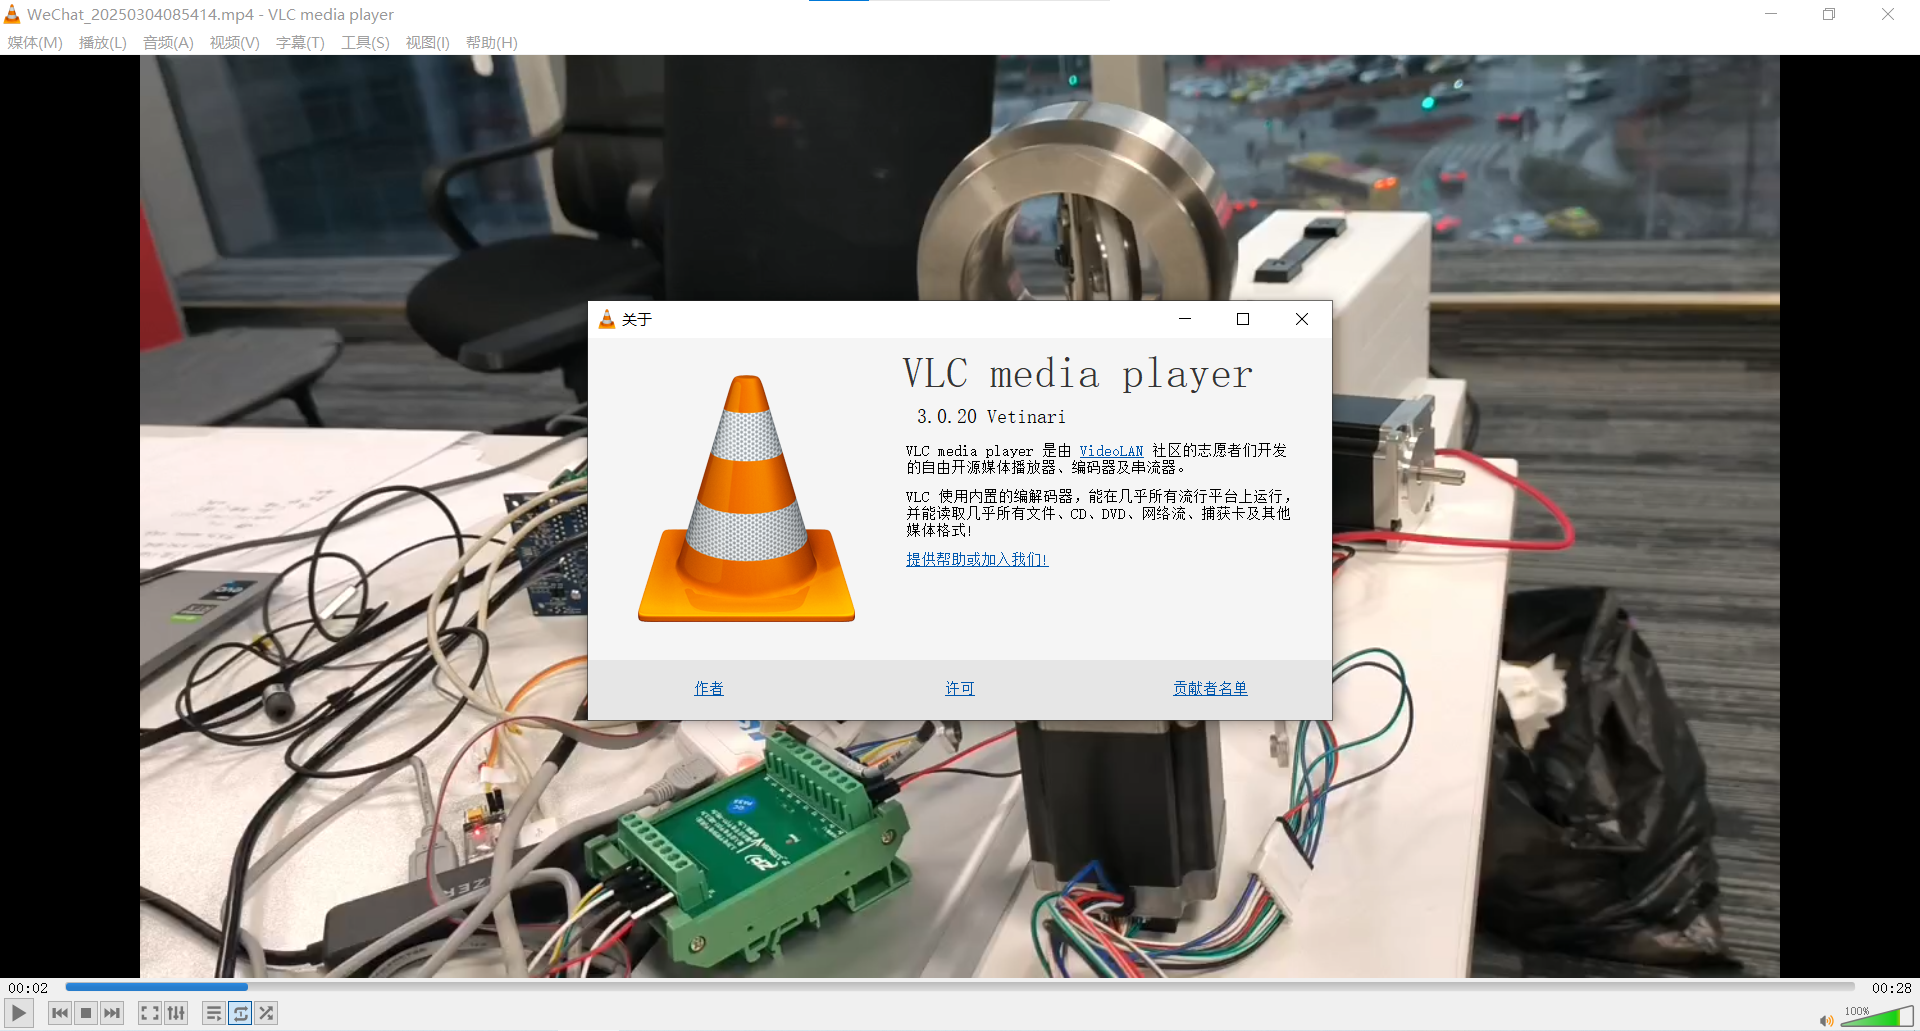 WeChat_20250304085414.mp4 - VLC media player
媒体(M) 播放(L) 音频(A) 视频(V) 字幕(T) 工具(S) 视图(I) 帮助(H)
关于
VLC media player
3.0.20 Vetinari
VLC media player 是由 VideoLAN 社区的志愿者们开发
的自由开源媒体播放器、编码器及串流器。
VLC 使用内置的编解码器，能在几乎所有流行平台上运行，
并能读取几乎所有文件、CD、DVD、网络流、捕获卡及其他
媒体格式！
提供帮助或加入我们！
作者 许可 贡献者名单
00:02 00:28
100%